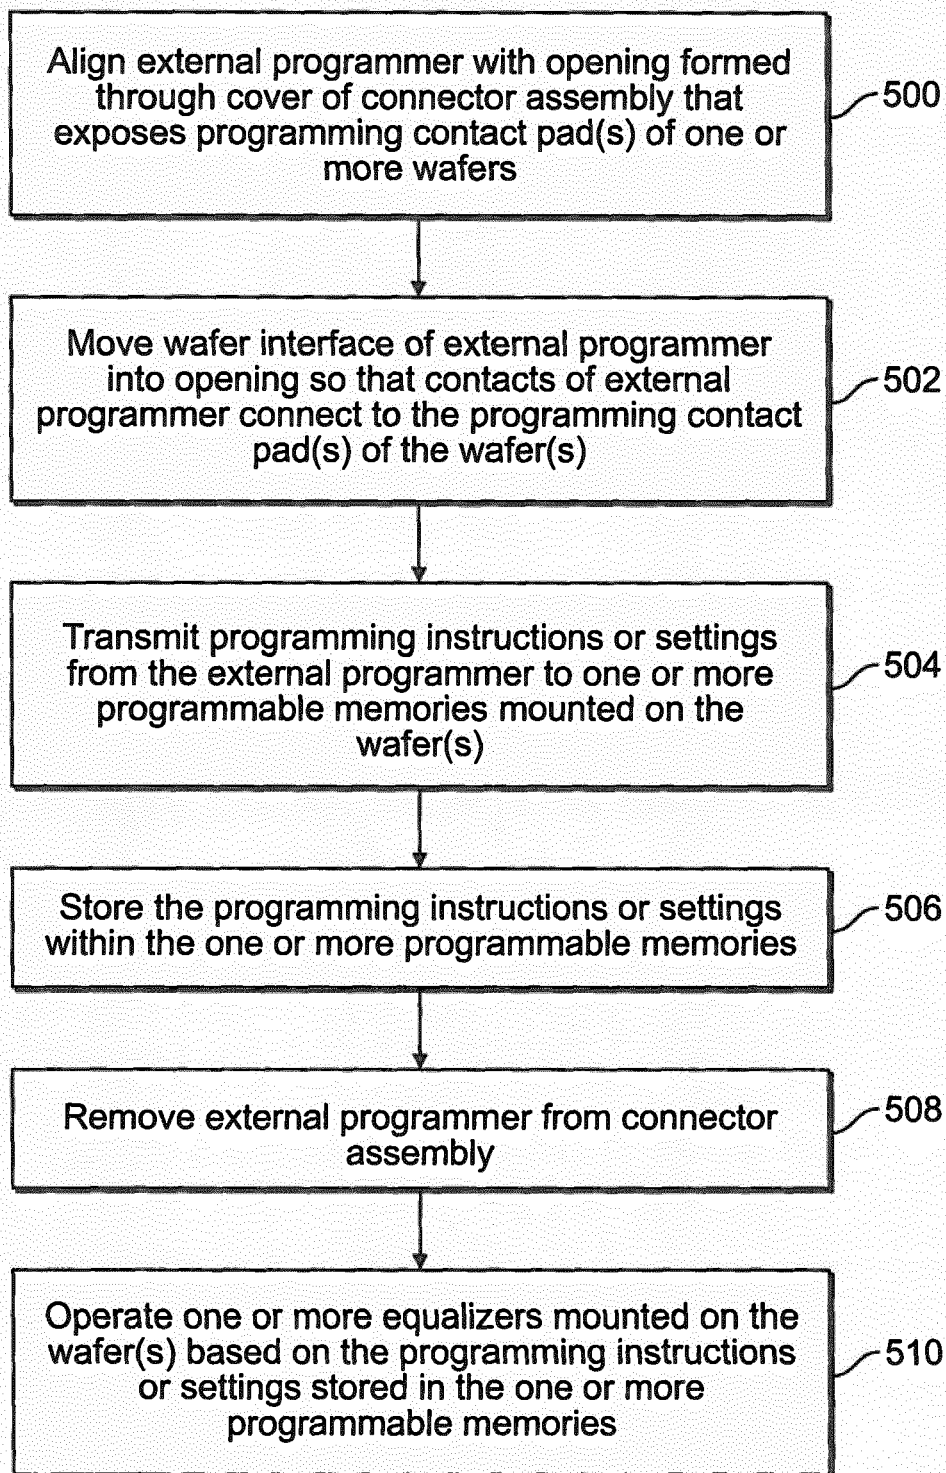 Align external programmer with opening formed
through cover of connector assembly that
exposes programming contact pad(s) of one or
more wafers
500
Move wafer interface of external programmer
into opening so that contacts of external
programmer connect to the programming contact
pad(s) of the wafer(s)
502
Transmit programming instructions or settings
from the external programmer to one or more
programmable memories mounted on the
wafer(s)
504
Store the programming instructions or settings
within the one or more programmable memories
506
Remove external programmer from connector
assembly
508
Operate one or more equalizers mounted on the
wafer(s) based on the programming instructions
or settings stored in the one or more
programmable memories
510